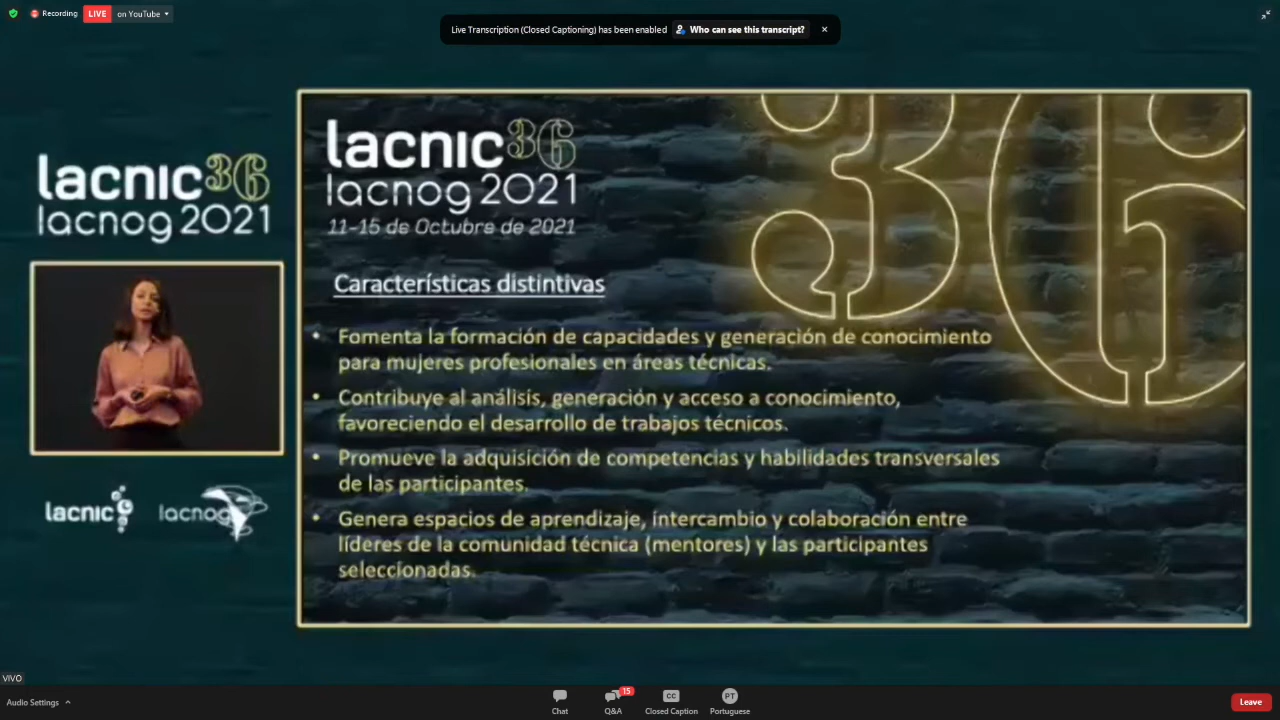 Recording
LIVE
on YouTube
Live Transcription (Closed Captioning) has been enabled
Who can see this transcript?
lacnic36
lacnog 2021
lacnic
lacnog
lacnic36
lacnog 2021
11-15 de Octubre de 2021
Características distintivas
• Fomenta la formación de capacidades y generación de conocimiento
para mujeres profesionales en áreas técnicas.
• Contribuye al análisis, generación y acceso a conocimiento,
favoreciendo el desarrollo de trabajos técnicos.
• Promueve la adquisición de competencias y habilidades transversales
de las participantes.
• Genera espacios de aprendizaje, intercambio y colaboración entre
líderes de la comunidad técnica (mentores) y las participantes
seleccionadas.
36
VIVO
Audio Settings
Chat
15
Q&A
CC
Closed Caption
PT
Portuguese
Leave